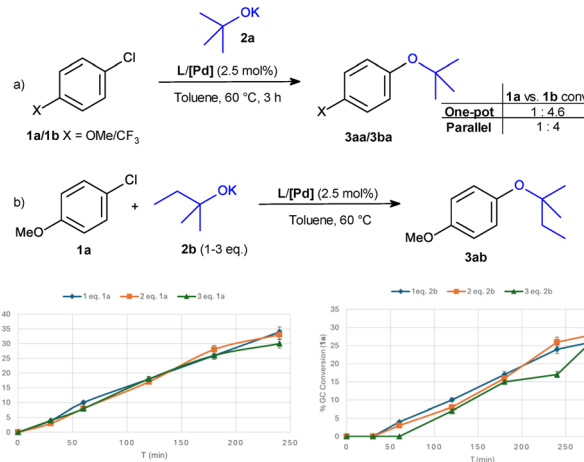 OK
2a
a)
Cl
X
1a/1b X = OMe/CF3
L/[Pd] (2.5 mol%)
Toluene, 60 °C, 3 h
O
X
3aa/3ba
1a vs. 1b conv
One-pot 1 : 4.6
Parallel 1 : 4
b)
Cl
MeO
1a
+
OK
2b (1-3 eq.)
L/[Pd] (2.5 mol%)
Toluene, 60 °C
O
MeO
3ab
1 eq. 1a 2 eq. 1a 3 eq. 1a
40
35
30
25
20
15
10
5
0
0 50 100 150 200 250
T (min)
1eq. 2b 2 eq. 2b 3 eq. 2b
% GC Conversion (1a)
35
30
25
20
15
10
5
0
0 50 100 150 200 250
T (min)